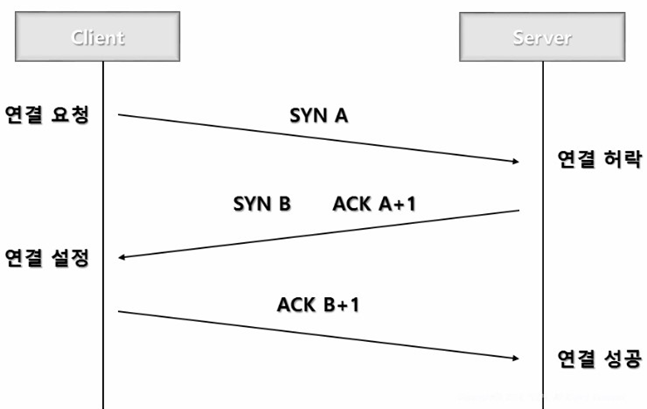 Client
Server
연결 요청
SYN A
연결 허락
SYN B ACK A+1
연결 설정
ACK B+1
연결 성공